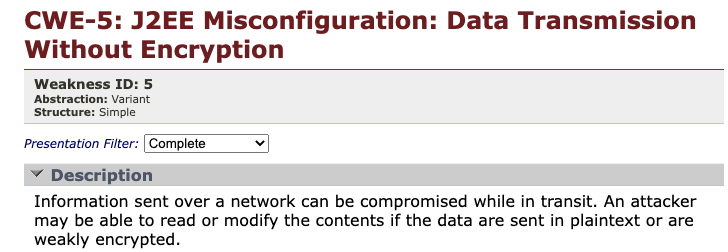 CWE-5: J2EE Misconfiguration: Data Transmission
Without Encryption
Weakness ID: 5
Abstraction: Variant
Structure: Simple
Presentation Filter: Complete
Description
Information sent over a network can be compromised while in transit. An attacker
may be able to read or modify the contents if the data are sent in plaintext or are
weakly encrypted.